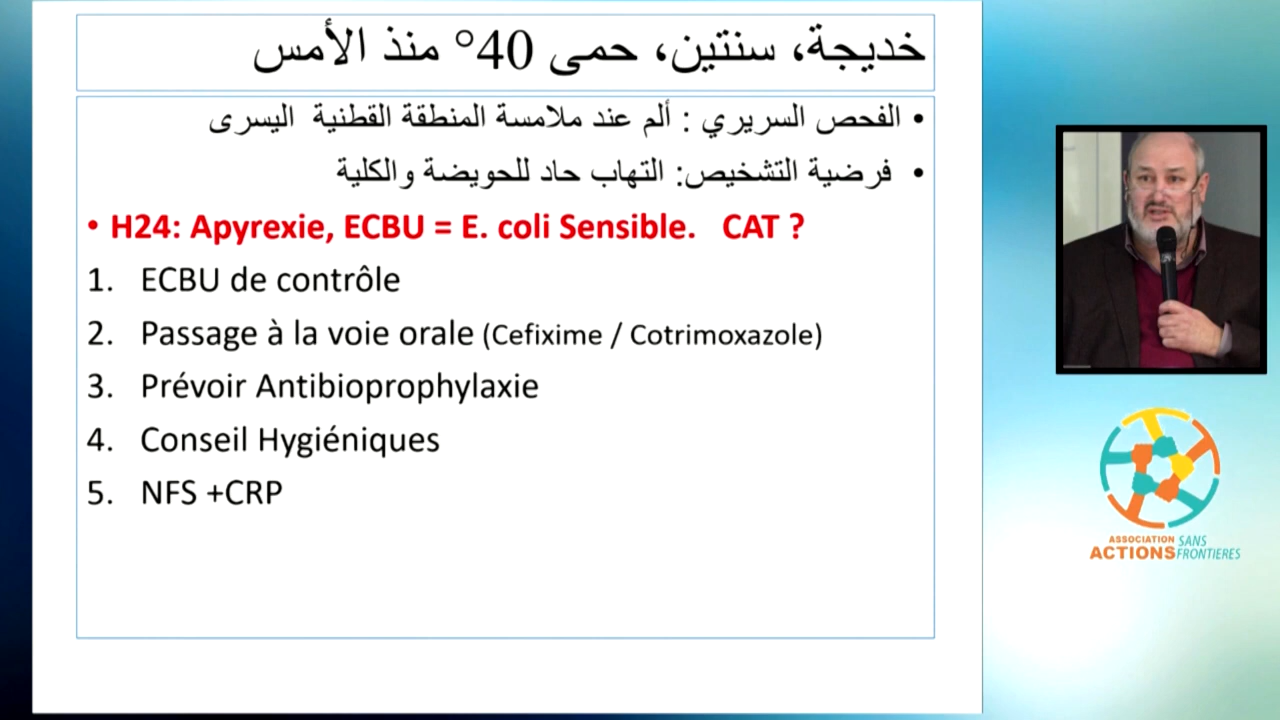 خديجة، سنتين، حمى 40° منذ الأمس
• الفحص السريري : ألم عند ملامسة المنطقة القطنية اليسرى
• فرضية التشخيص: التهاب حاد للحويضة والكلية
• H24: Apyrexie, ECBU = E. coli Sensible. CAT ?
1. ECBU de contrôle
2. Passage à la voie orale (Cefixime / Cotrimoxazole)
3. Prévoir Antibioprophylaxie
4. Conseil Hygiéniques
5. NFS +CRP
ASSOCIATION SANS
ACTIONS FRONTIERES